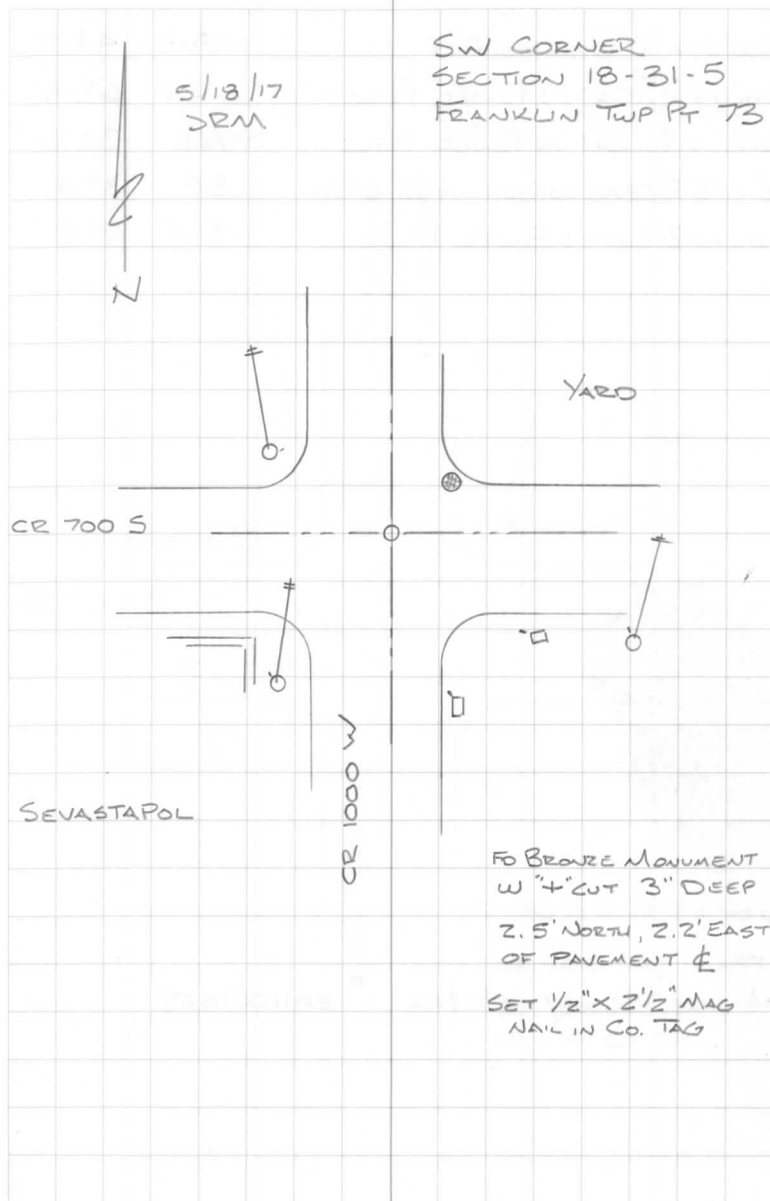 5/18/17
DRM
SW CORNER
SECTION 18-31-5
FRANKLIN TWP PT 73
N
YARD
CR 700 S
CR 1000 W
SEVASTAPOL
FD BRONZE MONUMENT
W "+" CUT 3" DEEP
2.5' NORTH, 2.2' EAST
OF PAVEMENT ℄
SET 1/2" X 2 1/2" MAG
NAIL IN CO. TAG